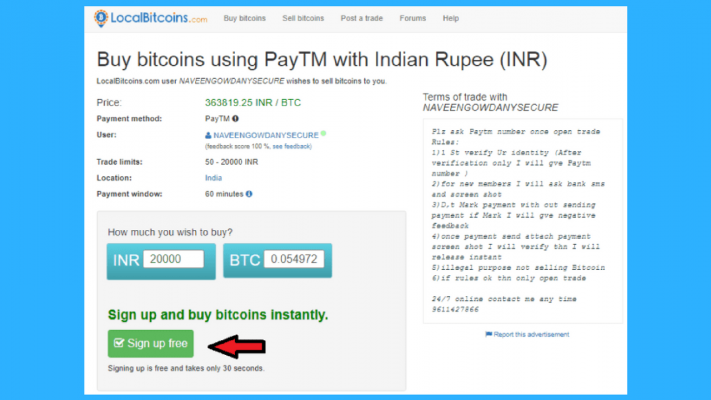 LocalBitcoins.com Buy bitcoins Sell bitcoins Post a trade Forums Help
Buy bitcoins using PayTM with Indian Rupee (INR)
LocalBitcoins.com user NAVEENGOWDANYSECURE wishes to sell bitcoins to you.
Price: 363819.25 INR / BTC
Payment method: PayTM
User: NAVEENGOWDANYSECURE
(feedback score 100 %, see feedback)
Trade limits: 50 - 20000 INR
Location: India
Payment window: 60 minutes
How much you wish to buy?
INR 20000 BTC 0.054972
Sign up and buy bitcoins instantly.
Sign up free
Signing up is free and takes only 30 seconds.
Terms of trade with
NAVEENGOWDANYSECURE
Plz ask Paytm number once open trade
Rules:
1)1 St verify Ur identity (After
verification only I will gve Paytm
number )
2)for new members I will ask bank sms
and screen shot
3)D.t Mark payment with out sending
payment if Mark I will gve negative
feedback
4)once payment send attach payment
screen shot I will verify thn I will
release instant
5)illegal purpose not selling Bitcoin
6)if rules ok thn only open trade
24/7 online contact me any time
9611427866
Report this advertisement